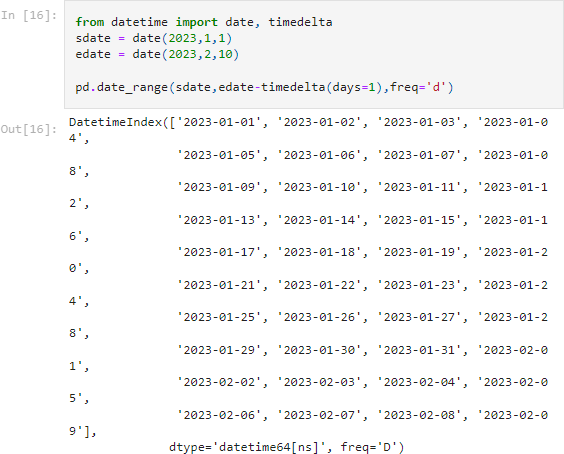 In [16]:
from datetime import date, timedelta
sdate = date(2023,1,1)
edate = date(2023,2,10)
pd.date_range(sdate,edate-timedelta(days=1),freq='d')
Out[16]:
DatetimeIndex(['2023-01-01', '2023-01-02', '2023-01-03', '2023-01-0
4',
'2023-01-05', '2023-01-06', '2023-01-07', '2023-01-0
8',
'2023-01-09', '2023-01-10', '2023-01-11', '2023-01-1
2',
'2023-01-13', '2023-01-14', '2023-01-15', '2023-01-1
6',
'2023-01-17', '2023-01-18', '2023-01-19', '2023-01-2
0',
'2023-01-21', '2023-01-22', '2023-01-23', '2023-01-2
4',
'2023-01-25', '2023-01-26', '2023-01-27', '2023-01-2
8',
'2023-01-29', '2023-01-30', '2023-01-31', '2023-02-0
1',
'2023-02-02', '2023-02-03', '2023-02-04', '2023-02-0
5',
'2023-02-06', '2023-02-07', '2023-02-08', '2023-02-0
9'],
dtype='datetime64[ns]', freq='D')